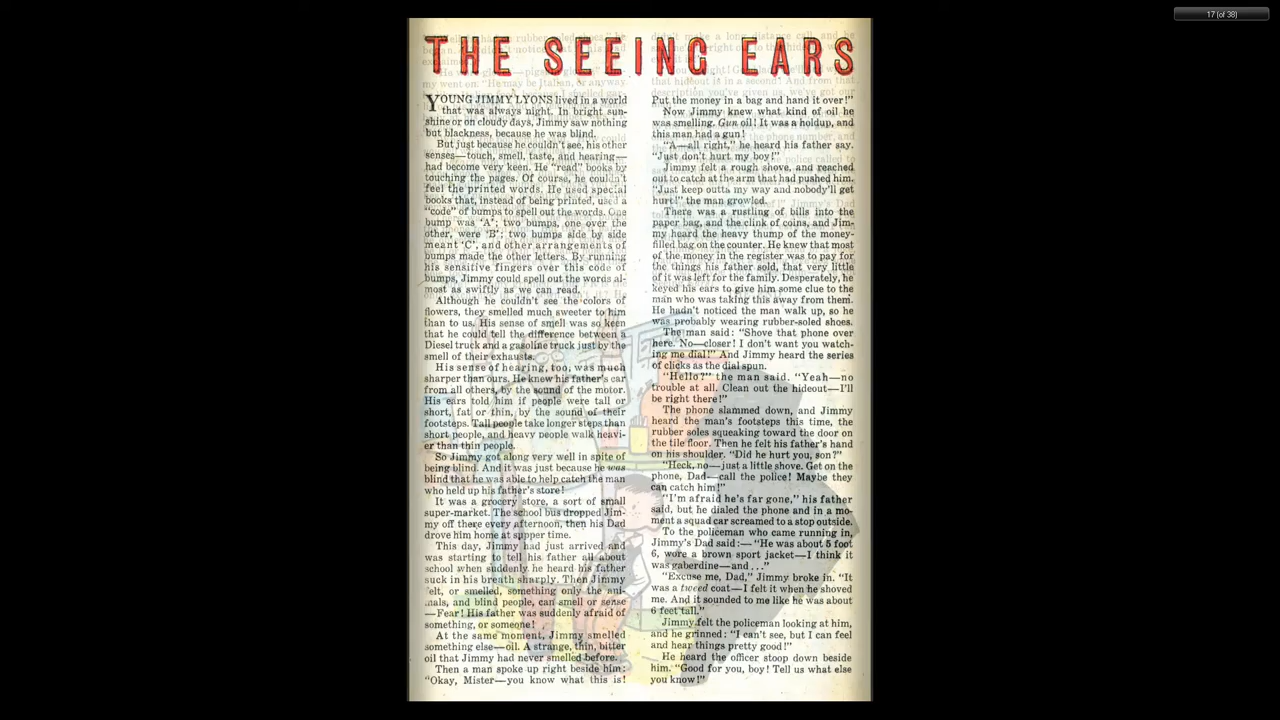 17 (of 38)
THE SEEING EARS
YOUNG JIMMY LYONS lived in a world
that was always night. In bright sun-
shine or on cloudy days, Jimmy saw nothing
but blackness, because he was blind.
But just because he couldn't see, his other
senses—touch, smell, taste, and hearing—
had become very keen. He "read" books by
touching the pages. Of course, he couldn't
feel the printed words. He used special
books that, instead of being printed, used a
"code" of bumps to spell out the words. One
bump was 'A'; two bumps, one over the
other, were 'B'; two bumps side by side
meant 'C', and other arrangements of
bumps made the other letters. By running
his sensitive fingers over this code of
bumps, Jimmy could spell out the words al-
most as swiftly as we can read.
Although he couldn't see the colors of
flowers, they smelled much sweeter to him
than to us. His sense of smell was so keen
that he could tell the difference between a
Diesel truck and a gasoline truck just by the
smell of their exhausts.
His sense of hearing, too, was much
sharper than ours. He knew his father's car
from all others, by the sound of the motor.
His ears told him if people were tall or
short, fat or thin, by the sound of their
footsteps. Tall people take longer steps than
short people, and heavy people walk heavi-
er than thin people.
So Jimmy got along very well in spite of
being blind. And it was just because he was
blind that he was able to help catch the man
who held up his father's store!
It was a grocery store, a sort of small
super-market. The school bus dropped Jim-
my off there every afternoon, then his Dad
drove him home at supper time.
This day, Jimmy had just arrived and
was starting to tell his father all about
school when suddenly he heard his father
suck in his breath sharply. Then Jimmy
felt, or smelled, something only the ani-
mals, and blind people, can smell or sense
—Fear! His father was suddenly afraid of
something, or someone!
At the same moment, Jimmy smelled
something else—oil. A strange, thin, bitter
oil that Jimmy had never smelled before.
Then a man spoke up right beside him:
"Okay, Mister—you know what this is!
Put the money in a bag and hand it over!"
Now Jimmy knew what kind of oil he
was smelling. Gun oil! It was a holdup, and
this man had a gun!
"A—all right," he heard his father say.
"Just don't hurt my boy!"
Jimmy felt a rough shove, and reached
out to catch at the arm that had pushed him.
"Just keep outta my way and nobody'll get
hurt!" the man growled.
There was a rustling of bills into the
paper bag, and the clink of coins, and Jim-
my heard the heavy thump of the money-
filled bag on the counter. He knew that most
of the money in the register was to pay for
the things his father sold, that very little
of it was left for the family. Desperately, he
keyed his ears to give him some clue to the
man who was taking this away from them.
He hadn't noticed the man walk up, so he
was probably wearing rubber-soled shoes.
The man said: "Shove that phone over
here. No—closer! I don't want you watch-
ing me dial!" And Jimmy heard the series
of clicks as the dial spun.
"Hello?" the man said. "Yeah—no
trouble at all. Clean out the hideout—I'll
be right there!"
The phone slammed down, and Jimmy
heard the man's footsteps this time, the
rubber soles squeaking toward the door on
the tile floor. Then he felt his father's hand
on his shoulder. "Did he hurt you, son?"
"Heck, no—just a little shove. Get on the
phone, Dad—call the police! Maybe they
can catch him!"
"I'm afraid he's far gone," his father
said, but he dialed the phone and in a mo-
ment a squad car screamed to a stop outside.
To the policeman who came running in,
Jimmy's Dad said:—"He was about 5 foot
6, wore a brown sport jacket—I think it
was gaberdine—and . . ."
"Excuse me, Dad," Jimmy broke in. "It
was a tweed coat—I felt it when he shoved
me. And it sounded to me like he was about
6 feet tall."
Jimmy felt the policeman looking at him,
and he grinned: "I can't see, but I can feel
and hear things pretty good!"
He heard the officer stoop down beside
him. "Good for you, boy! Tell us what else
you know!"